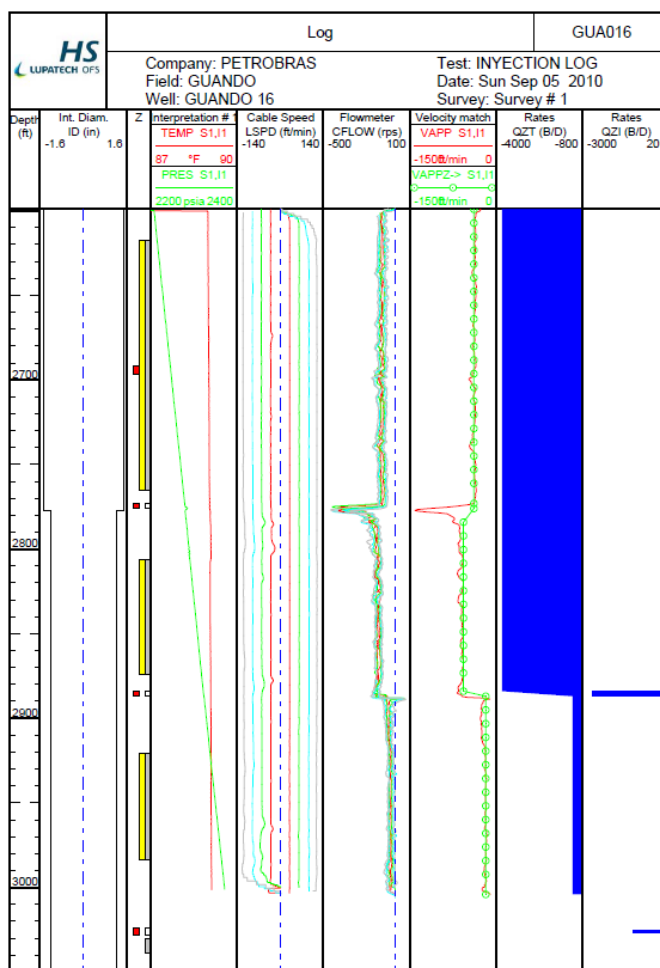 Log
GUA016
HS
LUPATECH OFS
Company: PETROBRAS
Field: GUANDO
Well: GUANDO 16
Test: INYECTION LOG
Date: Sun Sep 05 2010
Survey: Survey # 1
Depth
(ft)
Int. Diam.
ID (in)
-1.6 1.6
Z
Interpretation # 1
TEMP S1,I1
87 °F 90
PRES S1,I1
2200 psia 2400
Cable Speed
LSPD (ft/min)
-140 140
Flowmeter
CFLOW (rps)
-500 100
Velocity match
VAPP S1,I1
-150ft/min 0
VAPPZ-> S1,I1
-150ft/min 0
Rates
QZT (B/D)
-4000 -800
Rates
QZI (B/D)
-3000 20
2700
2800
2900
3000